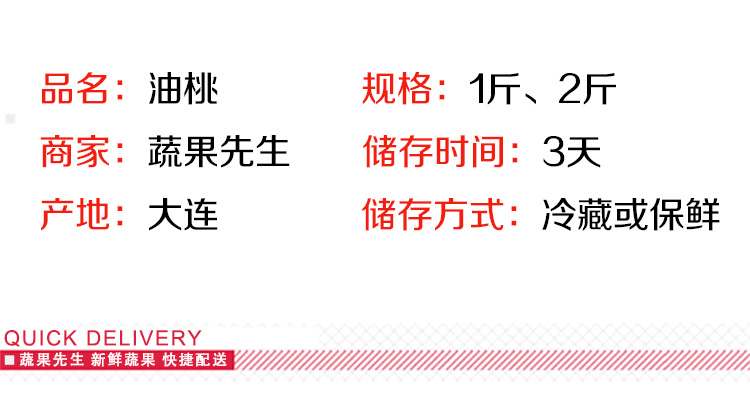 品名：油桃 规格：1斤、2斤
商家：蔬果先生 储存时间：3天
产地：大连 储存方式：冷藏或保鲜
QUICK DELIVERY
蔬果先生 新鲜蔬果 快捷配送